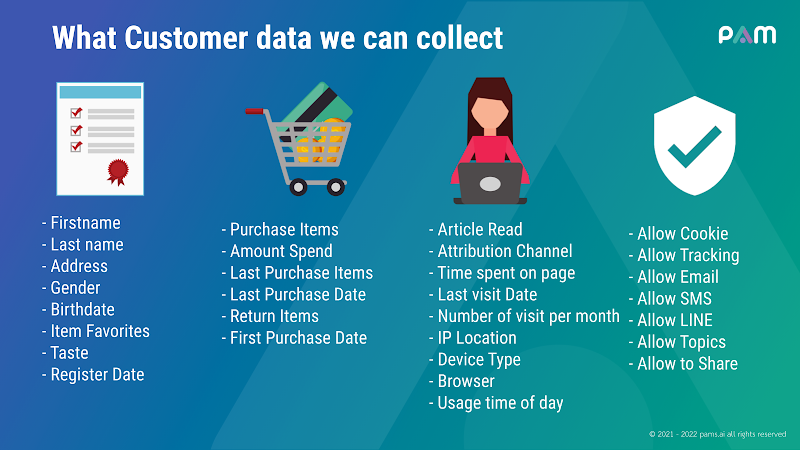 What Customer data we can collect
PAM
- Firstname
- Last name
- Address
- Gender
- Birthdate
- Item Favorites
- Taste
- Register Date
- Purchase Items
- Amount Spend
- Last Purchase Items
- Last Purchase Date
- Return Items
- First Purchase Date
- Article Read
- Attribution Channel
- Time spent on page
- Last visit Date
- Number of visit per month
- IP Location
- Device Type
- Browser
- Usage time of day
- Allow Cookie
- Allow Tracking
- Allow Email
- Allow SMS
- Allow LINE
- Allow Topics
- Allow to Share
© 2021 - 2022 pams.ai all rights reserved